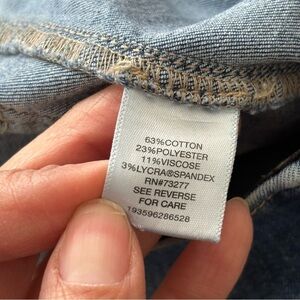 63%COTTON
23%POLYESTER
11%VISCOSE
3%LYCRA®SPANDEX
RN#73277
SEE REVERSE
FOR CARE
193596286528